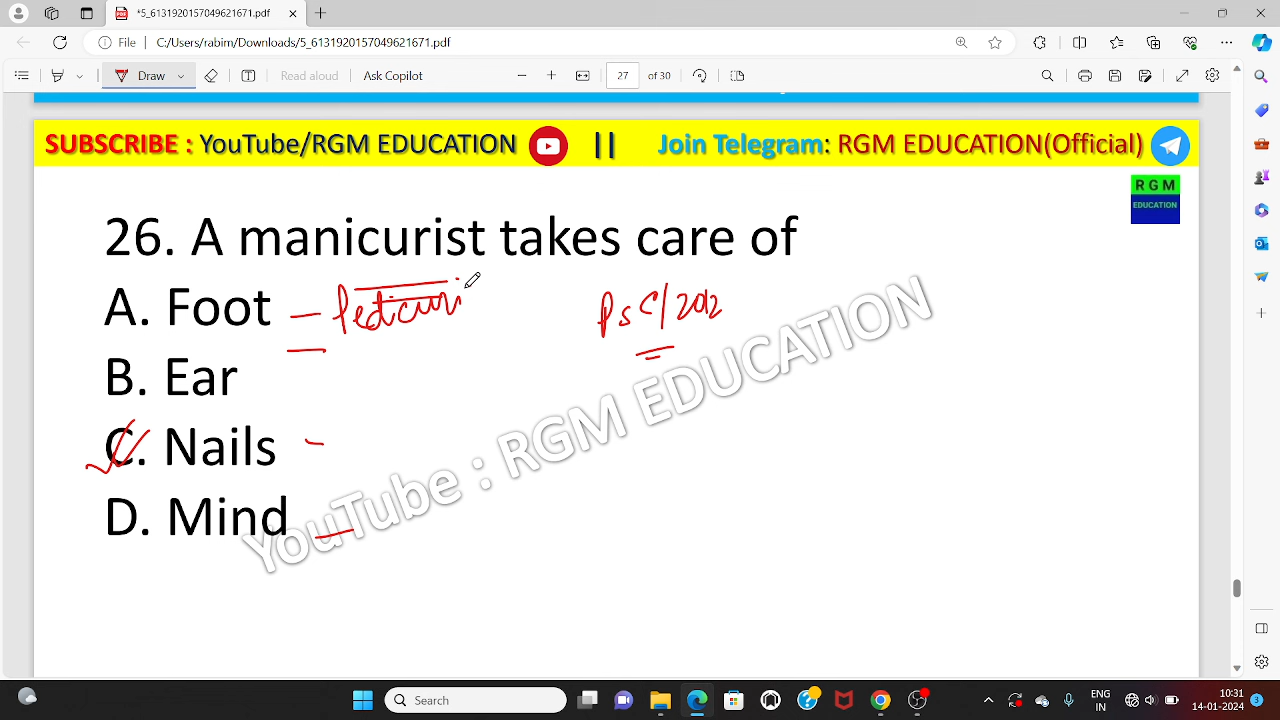 *5_6131920157049621671.pdf
File C:/Users/rabim/Downloads/5_6131920157049621671.pdf
Draw Read aloud Ask Copilot 27 of 30
SUBSCRIBE : YouTube/RGM EDUCATION || Join Telegram: RGM EDUCATION(Official)
R G M
EDUCATION
26. A manicurist takes care of
A. Foot – Pedicuri PSC/2012
B. Ear
C. Nails -
D. Mind –
YouTube : RGM EDUCATION
Search
ENG
IN
10:31
14-01-2024
3